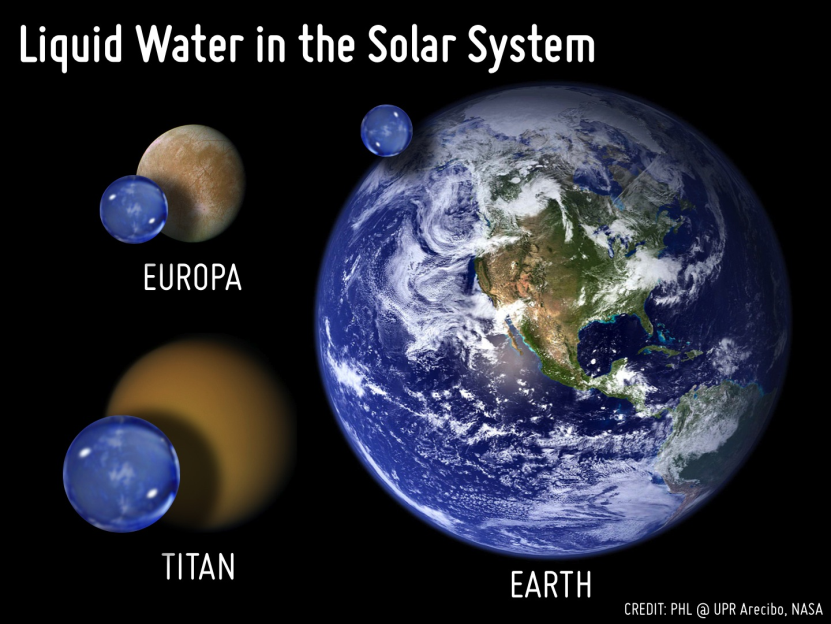 Liquid Water in the Solar System
EUROPA
TITAN
EARTH
CREDIT: PHL @ UPR Arecibo, NASA